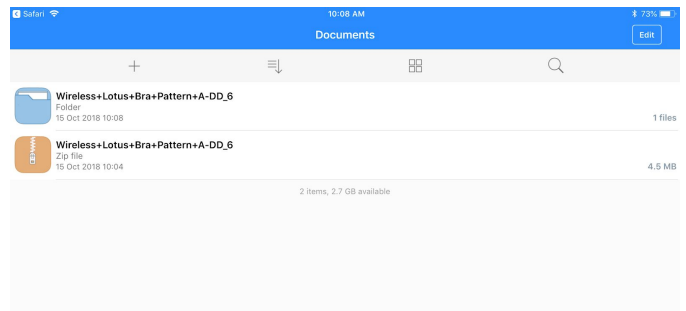 Safari
10:08 AM
73%
Documents
Edit
Wireless+Lotus+Bra+Pattern+A-DD_6
Folder
15 Oct 2018 10:08
1 files
Wireless+Lotus+Bra+Pattern+A-DD_6
Zip file
15 Oct 2018 10:04
4.5 MB
2 items, 2.7 GB available